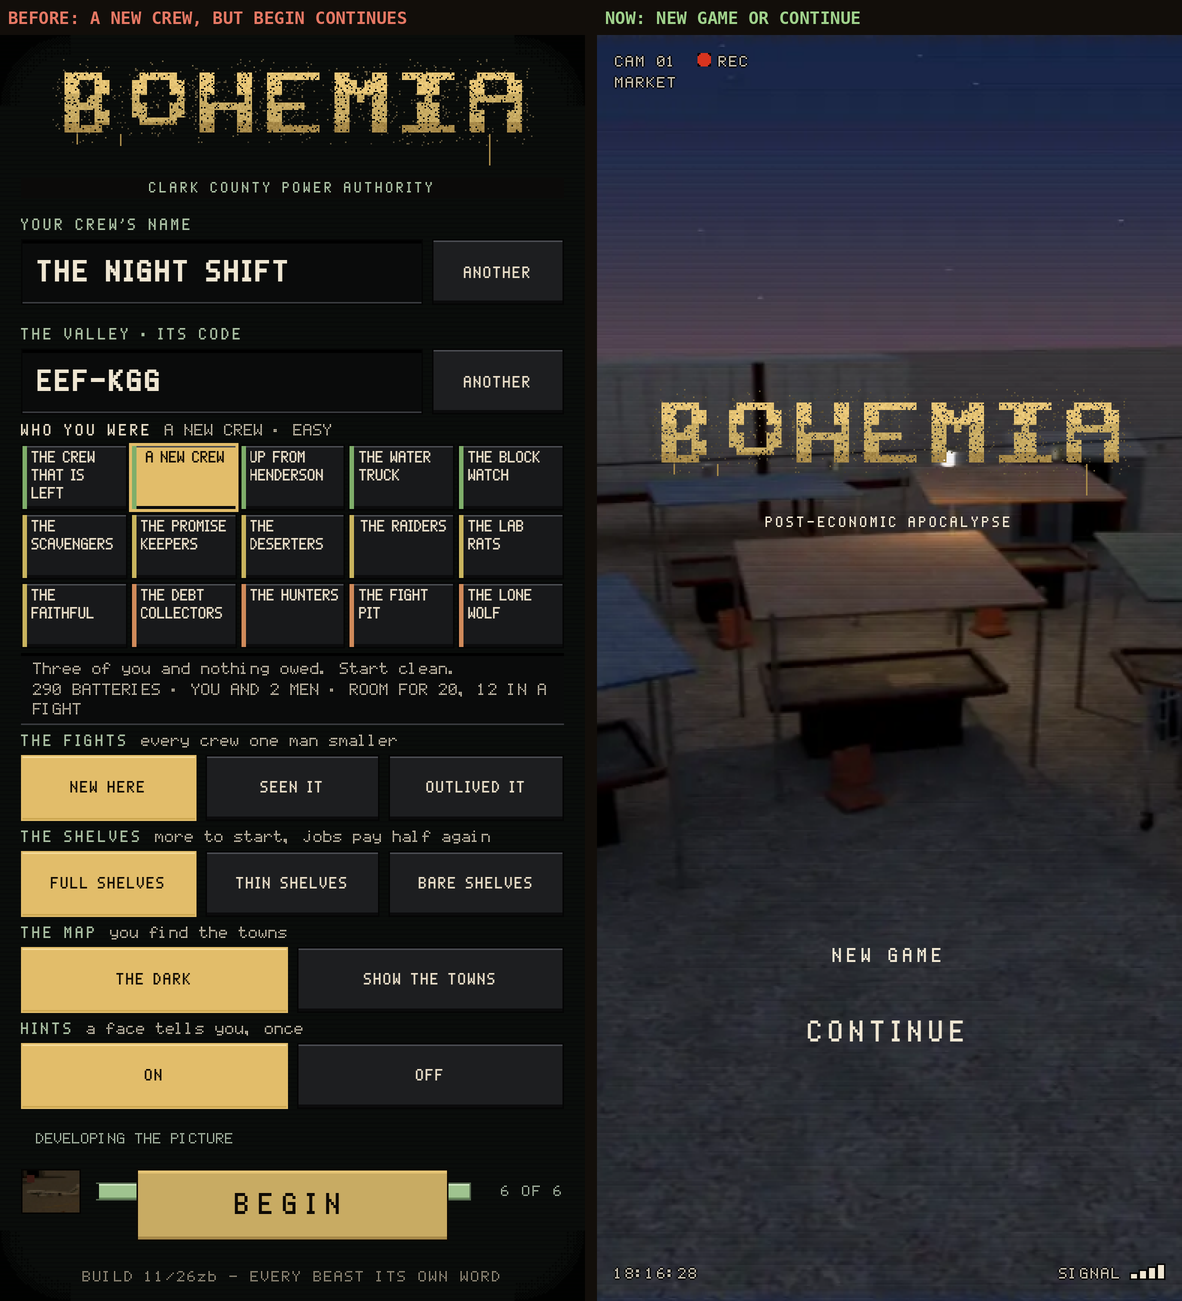 BEFORE: A NEW CREW, BUT BEGIN CONTINUES
BOHEMIA
CLARK COUNTY POWER AUTHORITY
YOUR CREW'S NAME
THE NIGHT SHIFT
ANOTHER
THE VALLEY · ITS CODE
EEF-KGG
ANOTHER
WHO YOU WERE A NEW CREW · EASY
THE CREW THAT IS LEFT
A NEW CREW
UP FROM HENDERSON
THE WATER TRUCK
THE BLOCK WATCH
THE SCAVENGERS
THE PROMISE KEEPERS
THE DESERTERS
THE RAIDERS
THE LAB RATS
THE FAITHFUL
THE DEBT COLLECTORS
THE HUNTERS
THE FIGHT PIT
THE LONE WOLF
Three of you and nothing owed. Start clean.
290 BATTERIES · YOU AND 2 MEN · ROOM FOR 20, 12 IN A
FIGHT
THE FIGHTS every crew one man smaller
NEW HERE
SEEN IT
OUTLIVED IT
THE SHELVES more to start, jobs pay half again
FULL SHELVES
THIN SHELVES
BARE SHELVES
THE MAP you find the towns
THE DARK
SHOW THE TOWNS
HINTS a face tells you, once
ON
OFF
DEVELOPING THE PICTURE
BEGIN
6 OF 6
BUILD 11/26zb - EVERY BEAST ITS OWN WORD
NOW: NEW GAME OR CONTINUE
CAM 01 REC
MARKET
BOHEMIA
POST-ECONOMIC APOCALYPSE
NEW GAME
CONTINUE
18:16:28
SIGNAL